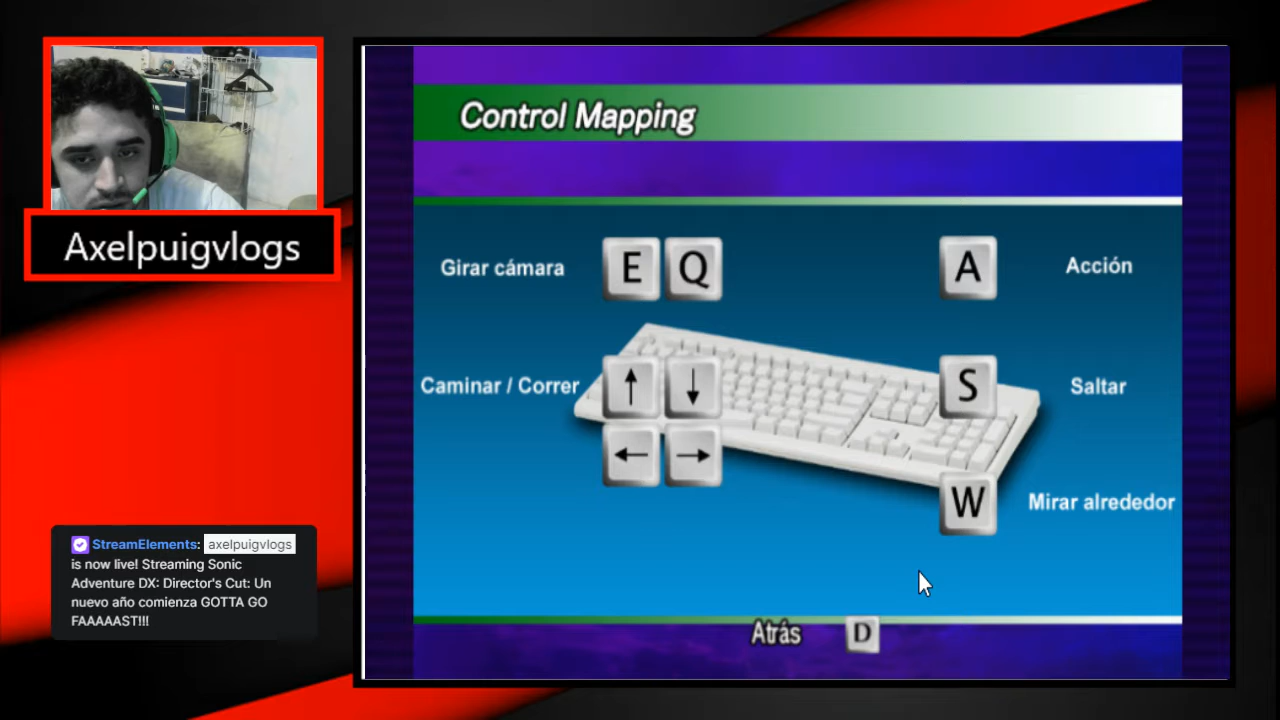 Control Mapping
Axelpuigvlogs
Girar cámara
E Q
A
Acción
Caminar / Correr
↑ ↓
← →
S
Saltar
W
Mirar alrededor
StreamElements: axelpuigvlogs
is now live! Streaming Sonic
Adventure DX: Director's Cut: Un
nuevo año comienza GOTTA GO
FAAAAAST!!!
Atrás D